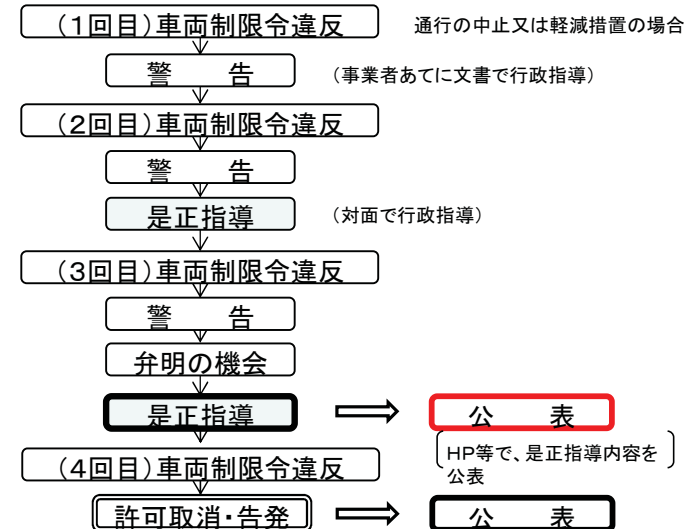 (1回目)車両制限令違反 通行の中止又は軽減措置の場合
警 告 (事業者あてに文書で行政指導)
(2回目)車両制限令違反
警 告
是正指導 (対面で行政指導)
(3回目)車両制限令違反
警 告
弁明の機会
是正指導 公 表
HP等で、是正指導内容を
公表
(4回目)車両制限令違反
許可取消・告発 公 表